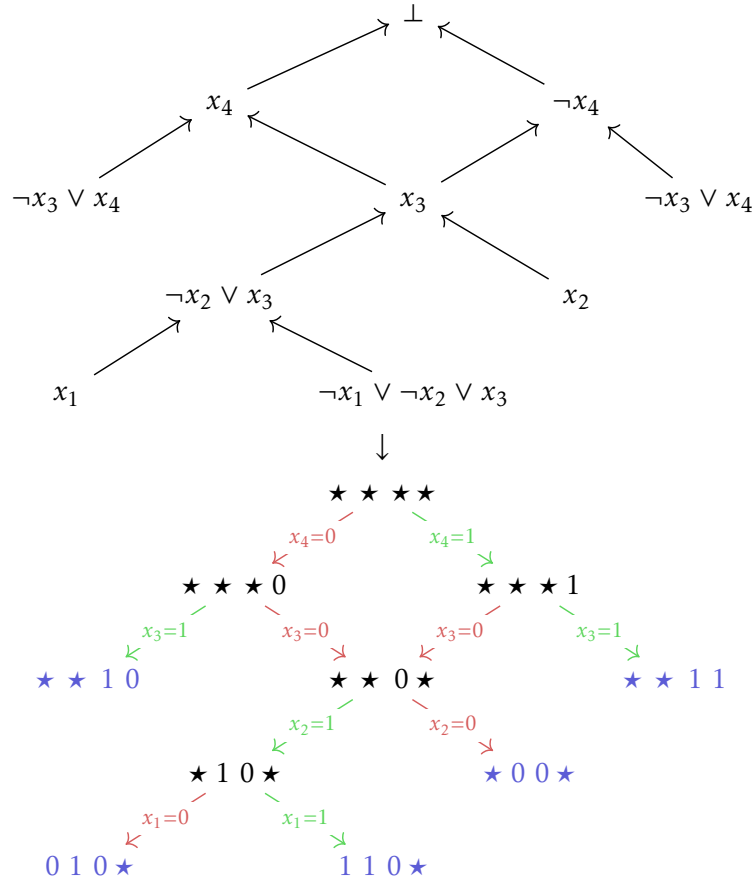 ⊥
x₄ ¬x₄
¬x₃ ∨ x₄ x₃ ¬x₃ ∨ x₄
¬x₂ ∨ x₃ x₂
x₁ ¬x₁ ∨ ¬x₂ ∨ x₃
↓
★ ★ ★ ★
x₄=0 x₄=1
★ ★ ★ 0 ★ ★ ★ 1
x₃=1 x₃=0 x₃=0 x₃=1
★ ★ 1 0 ★ ★ 0 ★ ★ ★ 1 1
x₂=1 x₂=0
★ 1 0 ★ ★ 0 0 ★
x₁=0 x₁=1
0 1 0 ★ 1 1 0 ★